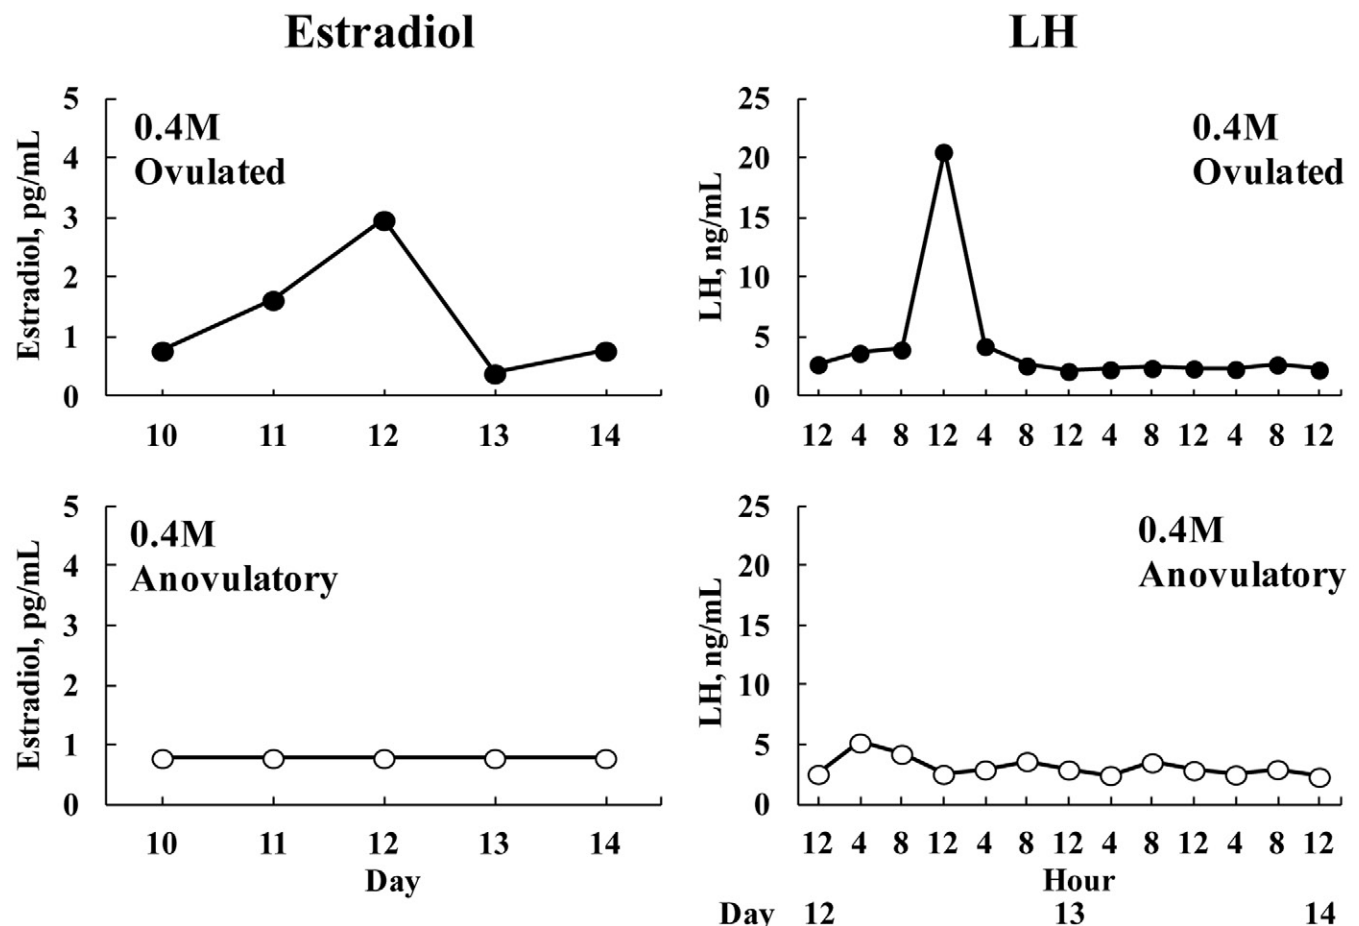 Estradiol
LH
Estradiol, pg/mL
5
4
3
2
1
0
0.4M
Ovulated
10 11 12 13 14
LH, ng/mL
25
20
15
10
5
0
0.4M
Ovulated
12 4 8 12 4 8 12 4 8 12 4 8 12
Estradiol, pg/mL
5
4
3
2
1
0
0.4M
Anovulatory
10 11 12 13 14
Day
LH, ng/mL
25
20
15
10
5
0
0.4M
Anovulatory
12 4 8 12 4 8 12 4 8 12 4 8 12
Hour
Day 12 13 14